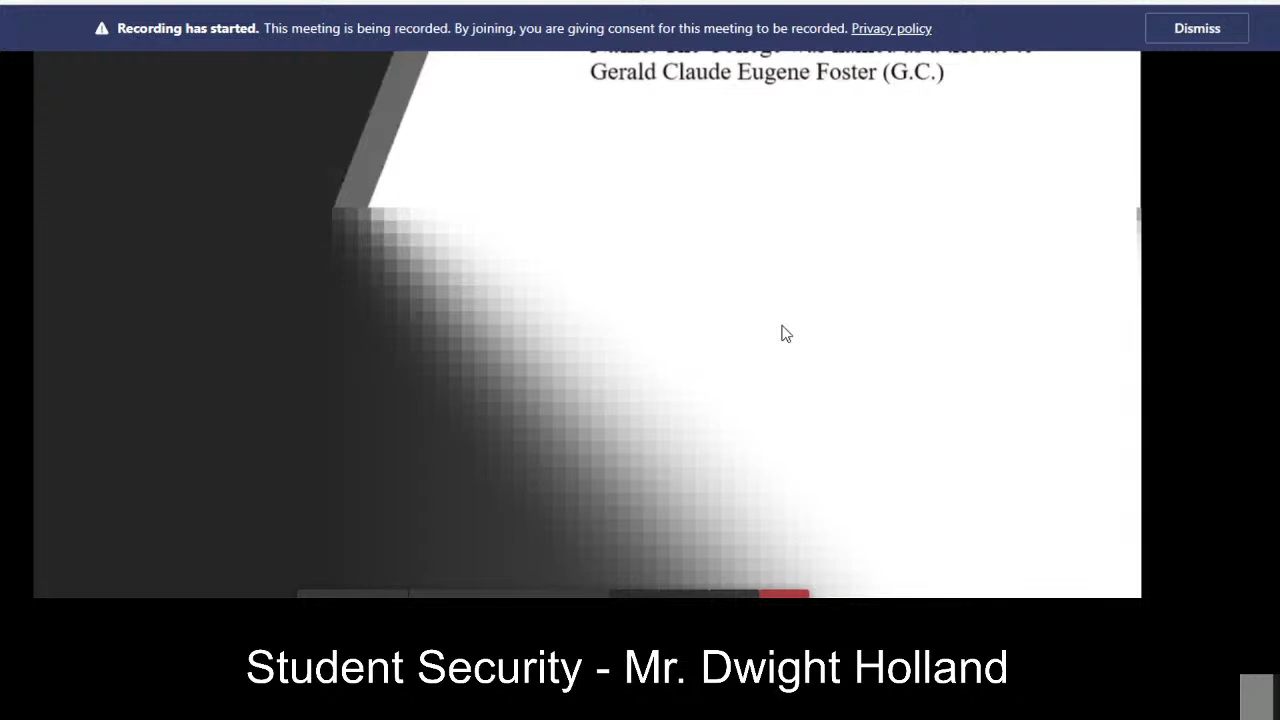 Recording has started. This meeting is being recorded. By joining, you are giving consent for this meeting to be recorded. Privacy policy
Dismiss
Gerald Claude Eugene Foster (G.C.)
Student Security - Mr. Dwight Holland